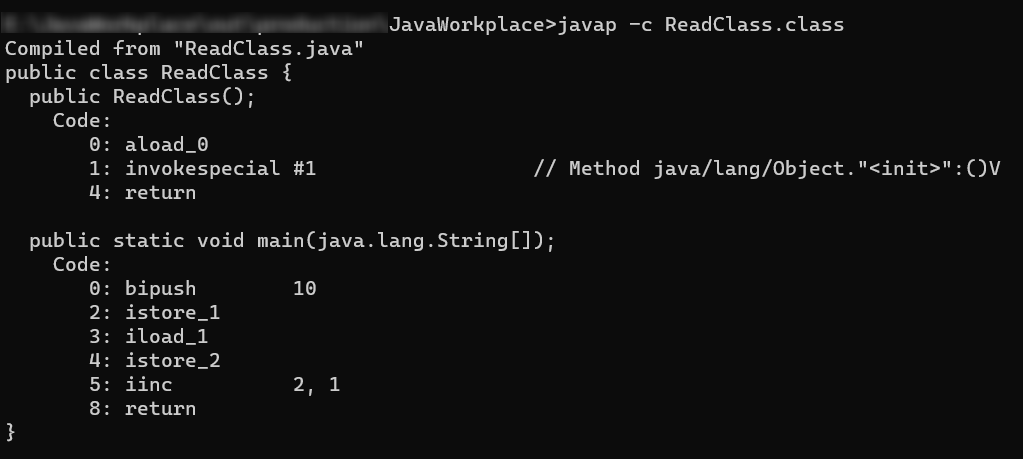 JavaWorkplace>javap -c ReadClass.class
Compiled from "ReadClass.java"
public class ReadClass {
  public ReadClass();
    Code:
       0: aload_0
       1: invokespecial #1                  // Method java/lang/Object."<init>":()V
       4: return

  public static void main(java.lang.String[]);
    Code:
       0: bipush        10
       2: istore_1
       3: iload_1
       4: istore_2
       5: iinc          2, 1
       8: return
}